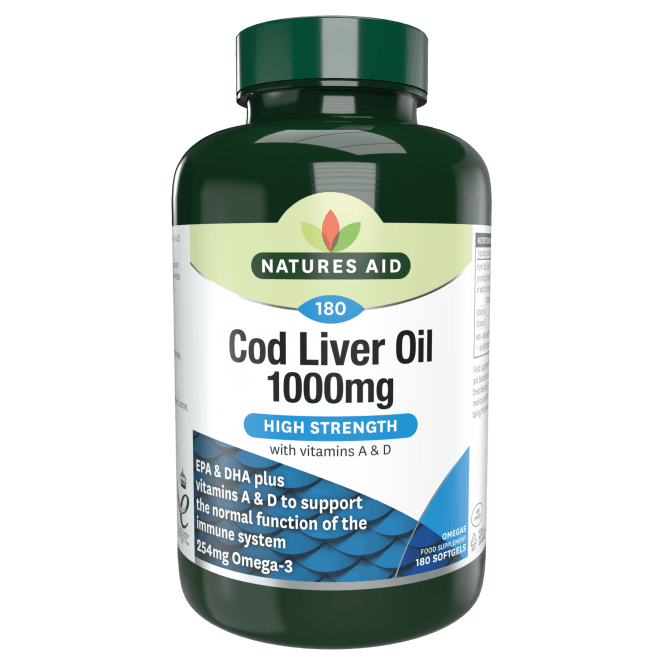 NATURES AID
180
Cod Liver Oil
1000mg
HIGH STRENGTH
with vitamins A & D
EPA & DHA plus
vitamins A & D to support
the normal function of the
immune system
254mg Omega-3
OMEGAS
FOOD SUPPLEMENT
180 SOFTGELS